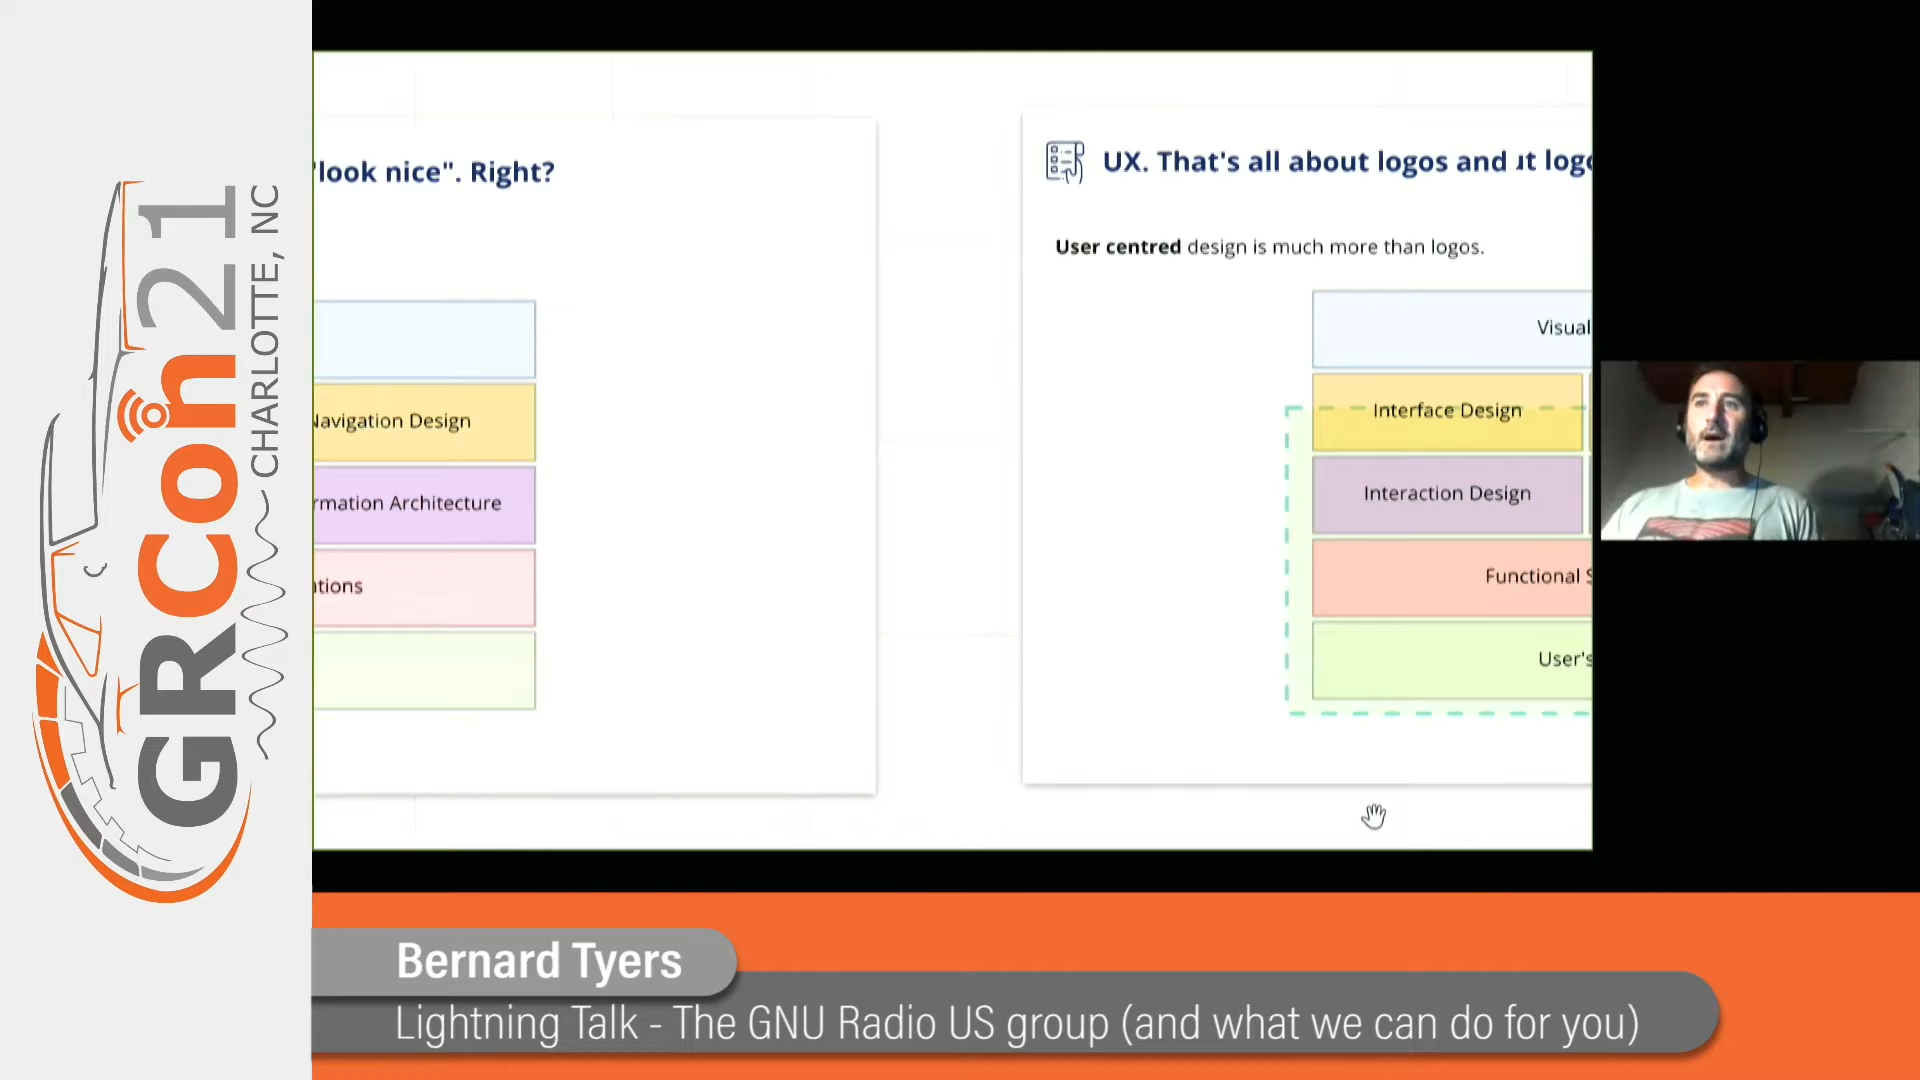 GRCon21
CHARLOTTE, NC
"look nice". Right?
Navigation Design
rmation Architecture
ations
UX. That's all about logos and
ıt logo
User centred design is much more than logos.
Visual
Interface Design
Interaction Design
Functional S
User's
Bernard Tyers
Lightning Talk - The GNU Radio US group (and what we can do for you)